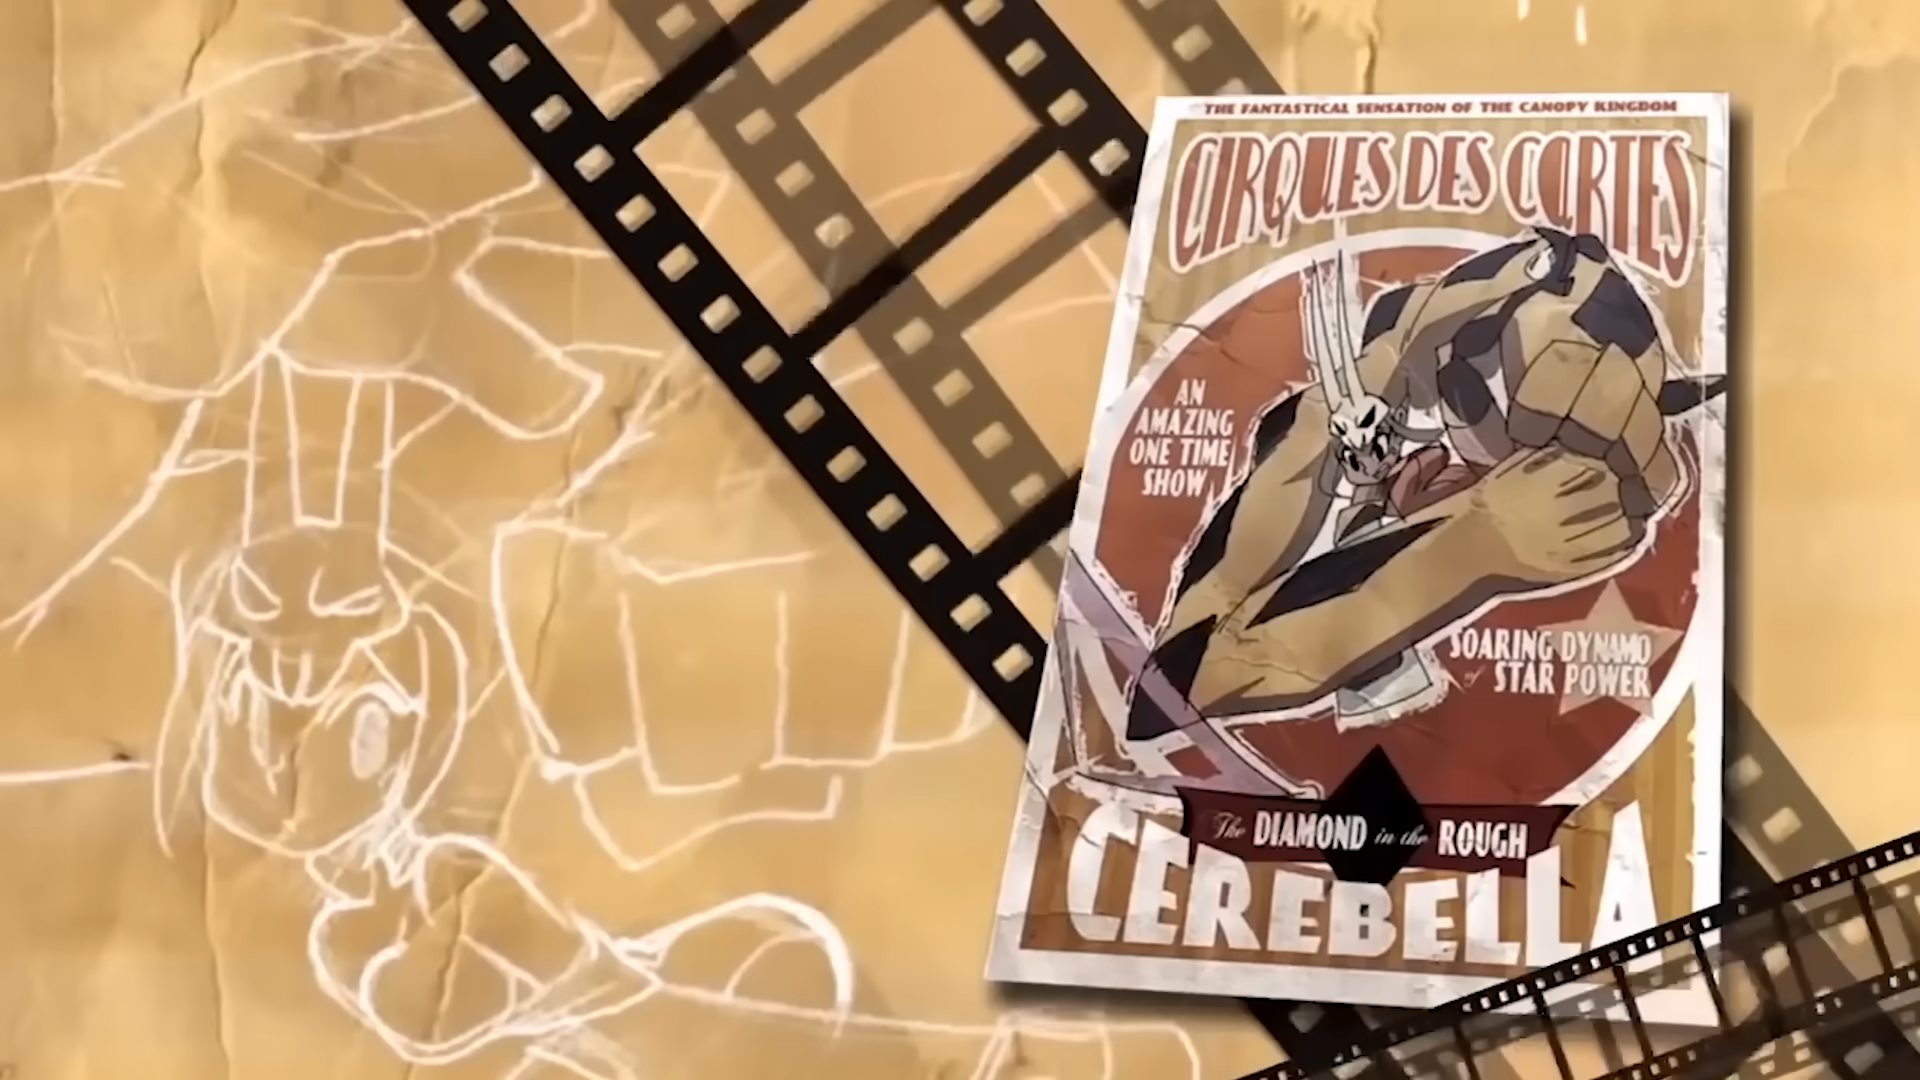 THE FANTASTICAL SENSATION OF THE CANOPY KINGDOM
CIRQUES DES CARTES
AN
AMAZING
ONE TIME
SHOW
SOARING DYNAMO
of STAR POWER
The DIAMOND in the ROUGH
CEREBELLA